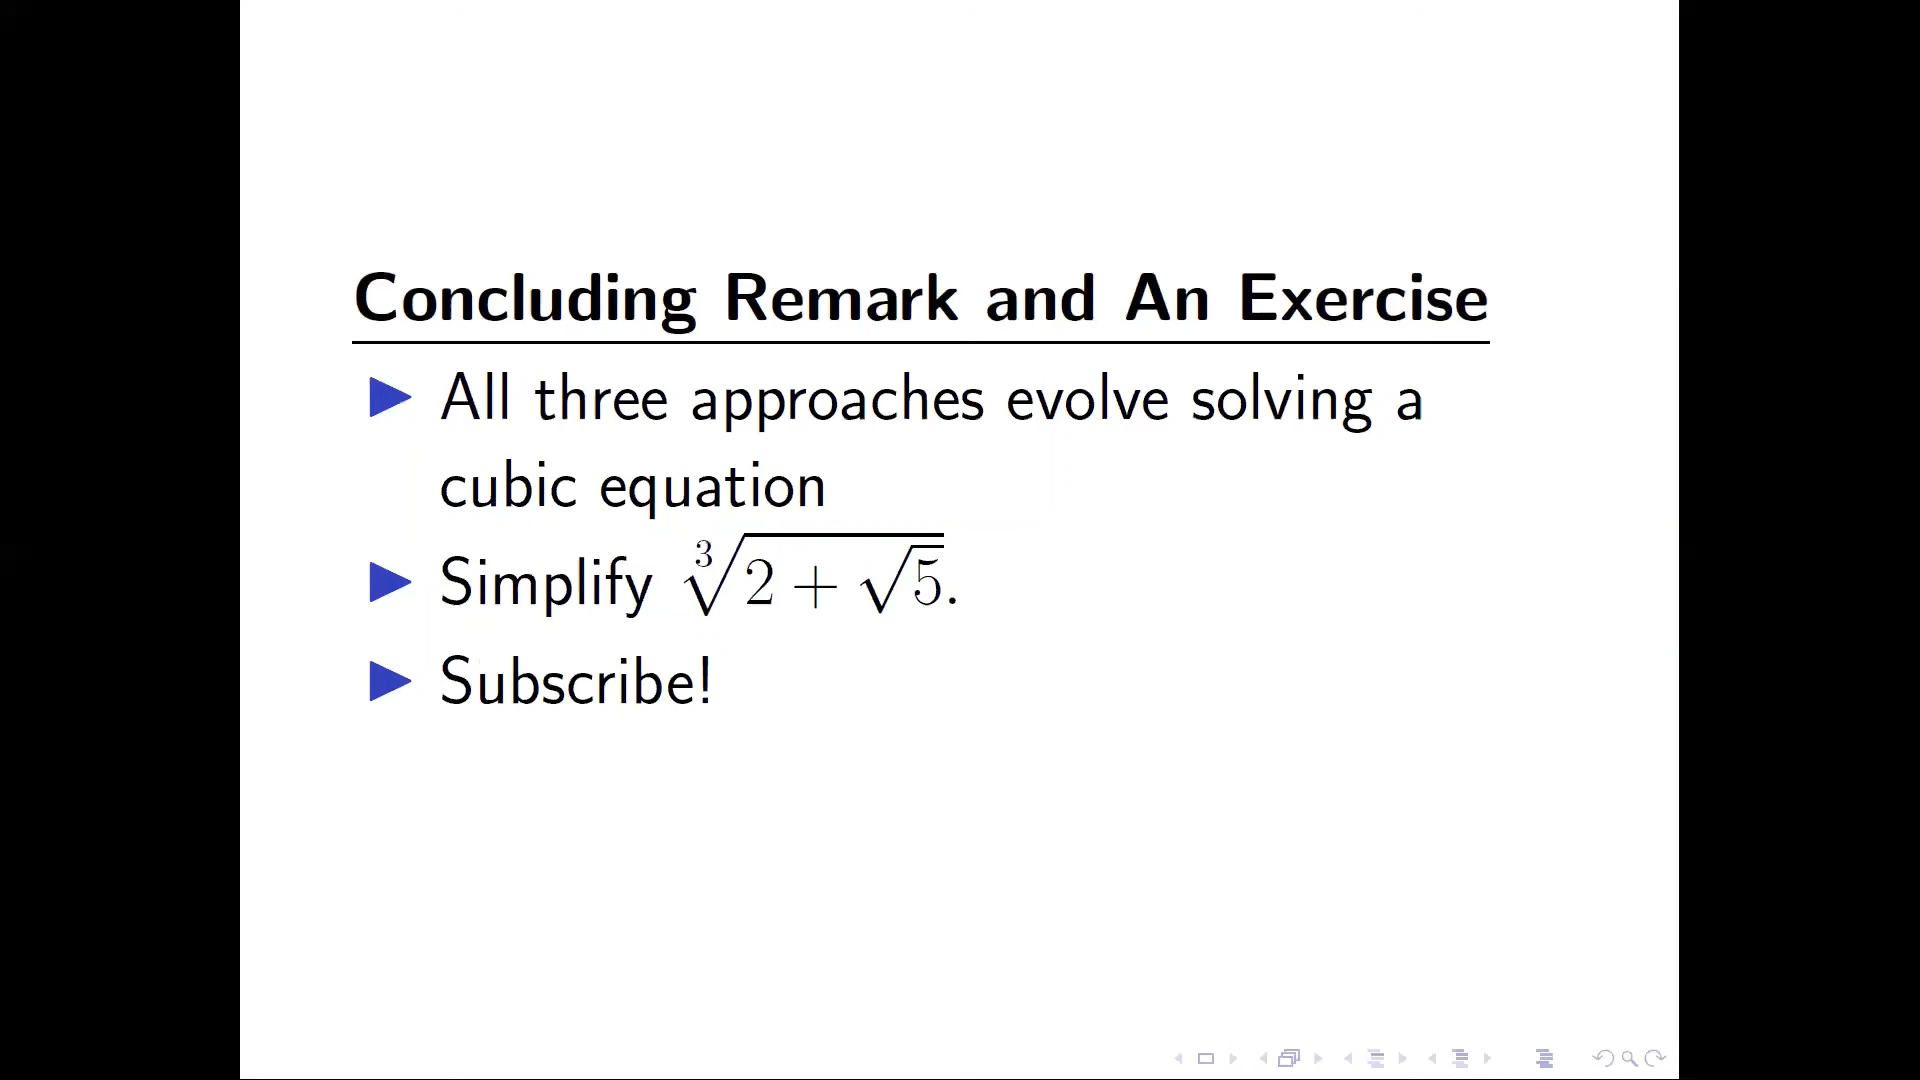 Concluding Remark and An Exercise
All three approaches evolve solving a
cubic equation
Simplify ∛(2 + √5).
Subscribe!